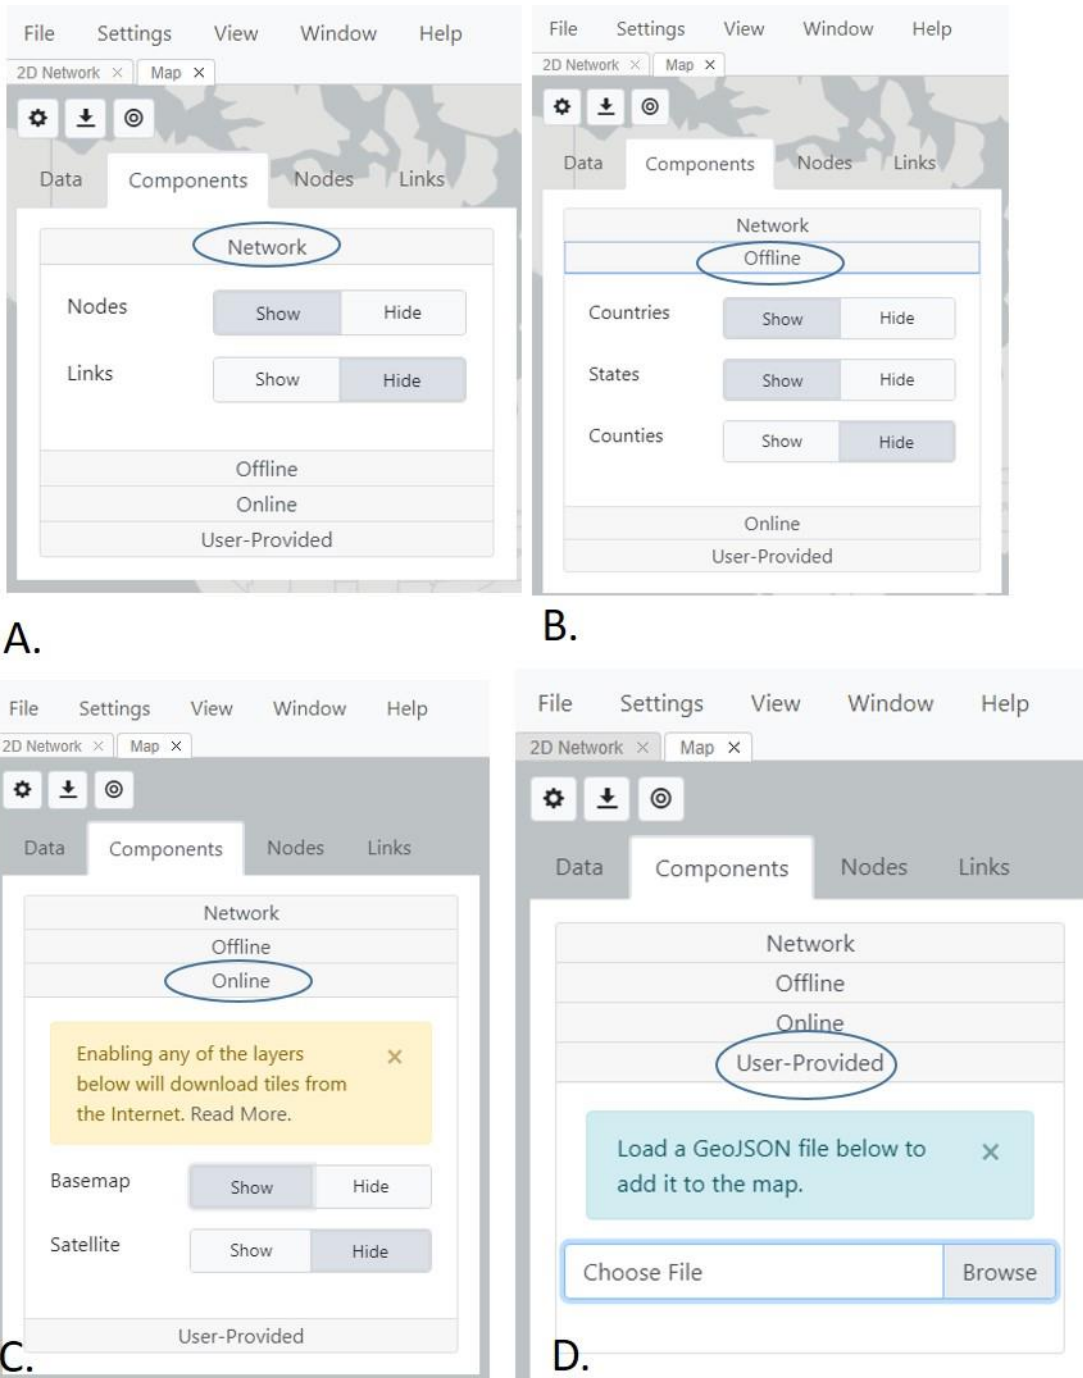 File Settings View Window Help
2D Network × Map ×
Data Components Nodes Links
Network
Nodes Show Hide
Links Show Hide
Offline
Online
User-Provided
A.
File Settings View Window Help
2D Network × Map ×
Data Components Nodes Links
Network
Offline
Countries Show Hide
States Show Hide
Counties Show Hide
Online
User-Provided
B.
File Settings View Window Help
2D Network × Map ×
Data Components Nodes Links
Network
Offline
Online
Enabling any of the layers ×
below will download tiles from
the Internet. Read More.
Basemap Show Hide
Satellite Show Hide
User-Provided
C.
File Settings View Window Help
2D Network × Map ×
Data Components Nodes Links
Network
Offline
Online
User-Provided
Load a GeoJSON file below to ×
add it to the map.
Choose File Browse
D.